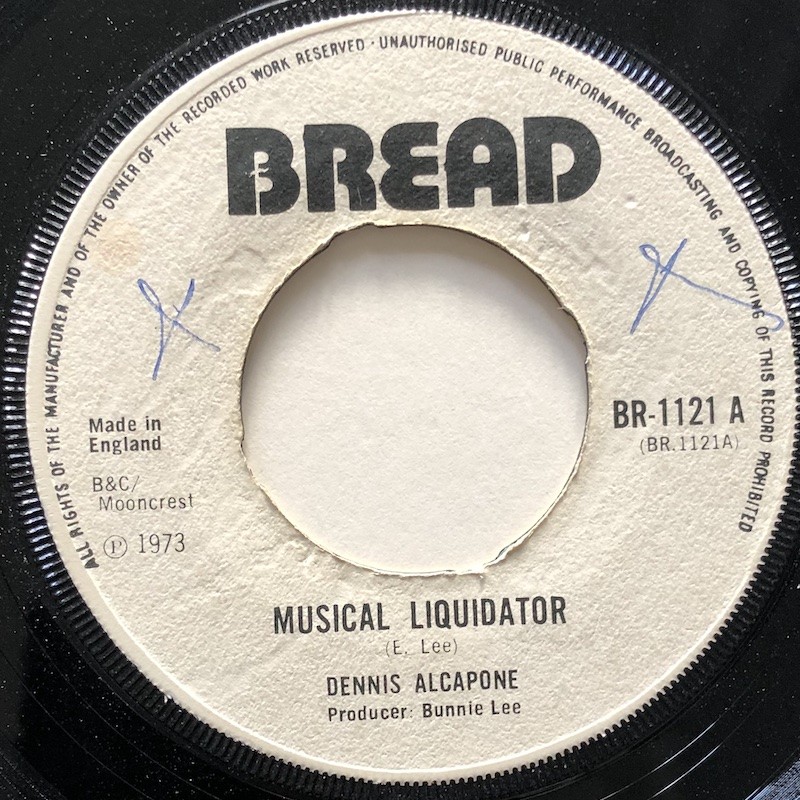 ALL RIGHTS OF THE MANUFACTURER AND OF THE OWNER OF THE RECORDED WORK RESERVED · UNAUTHORISED PUBLIC PERFORMANCE BROADCASTING AND COPYING OF THIS RECORD PROHIBITED
BREAD
Made in
England
B&C/
Mooncrest
Ⓟ 1973
BR-1121 A
(BR.1121A)
MUSICAL LIQUIDATOR
(E. Lee)
DENNIS ALCAPONE
Producer: Bunnie Lee